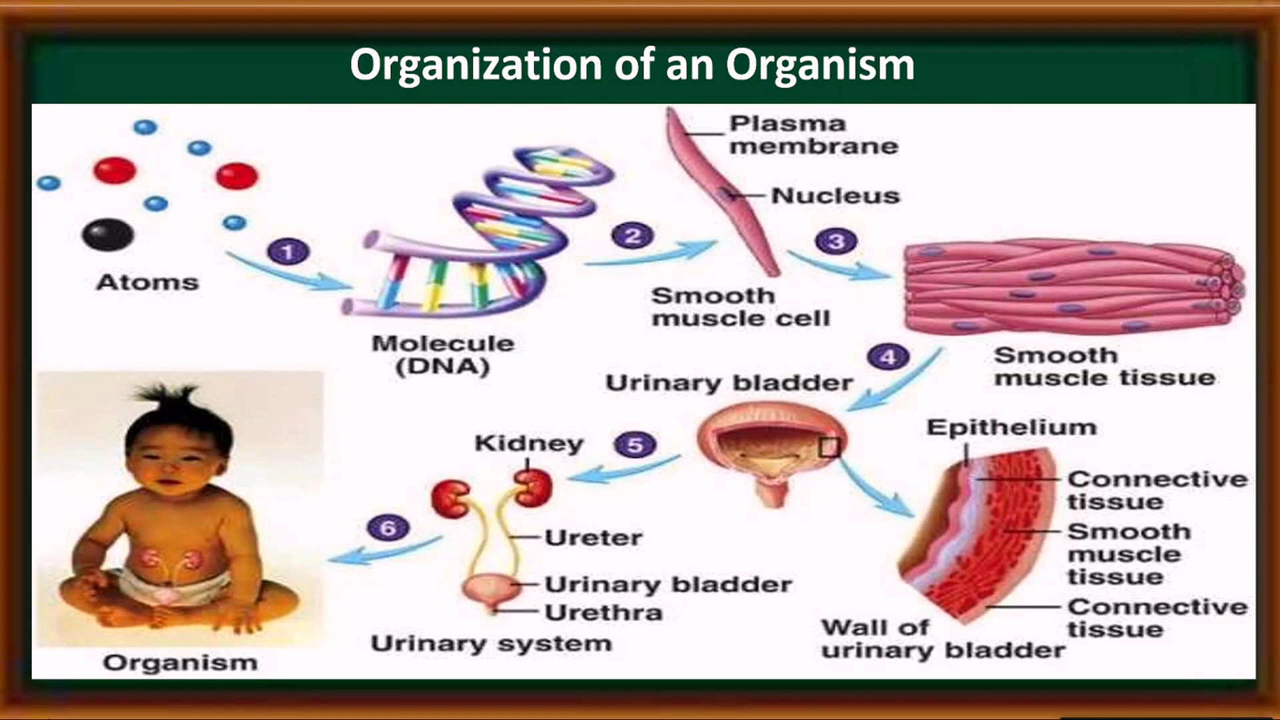 Organization of an Organism
Plasma
membrane
Nucleus
1
2
3
Atoms
Smooth
muscle cell
Molecule
(DNA)
4
Smooth
muscle tissue
Urinary bladder
Epithelium
Kidney
5
Connective
tissue
6
Ureter
Smooth
muscle
tissue
Urinary bladder
Urethra
Connective
tissue
Urinary system
Wall of
urinary bladder
Organism